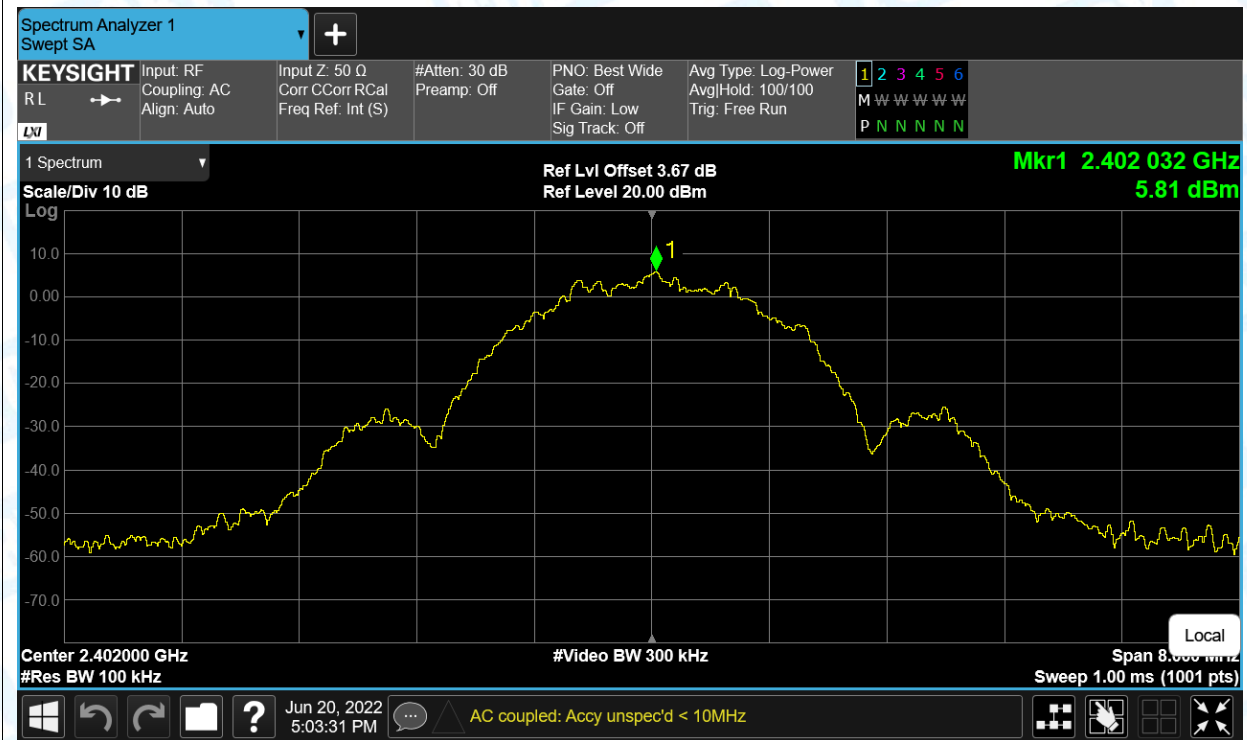 Spectrum Analyzer 1
Swept SA
+
KEYSIGHT
R L
LXI
Input: RF
Coupling: AC
Align: Auto
Input Z: 50 Ω
Corr CCorr RCal
Freq Ref: Int (S)
#Atten: 30 dB
Preamp: Off
PNO: Best Wide
Gate: Off
IF Gain: Low
Sig Track: Off
Avg Type: Log-Power
Avg|Hold: 100/100
Trig: Free Run
1 2 3 4 5 6
M W W W W W
P N N N N N
1 Spectrum
Scale/Div 10 dB
Log
Ref Lvl Offset 3.67 dB
Ref Level 20.00 dBm
Mkr1 2.402 032 GHz
5.81 dBm
1
10.0
0.00
-10.0
-20.0
-30.0
-40.0
-50.0
-60.0
-70.0
Local
Center 2.402000 GHz
#Res BW 100 kHz
#Video BW 300 kHz
Span 8.000 MHz
Sweep 1.00 ms (1001 pts)
?
Jun 20, 2022
5:03:31 PM
AC coupled: Accy unspec'd < 10MHz